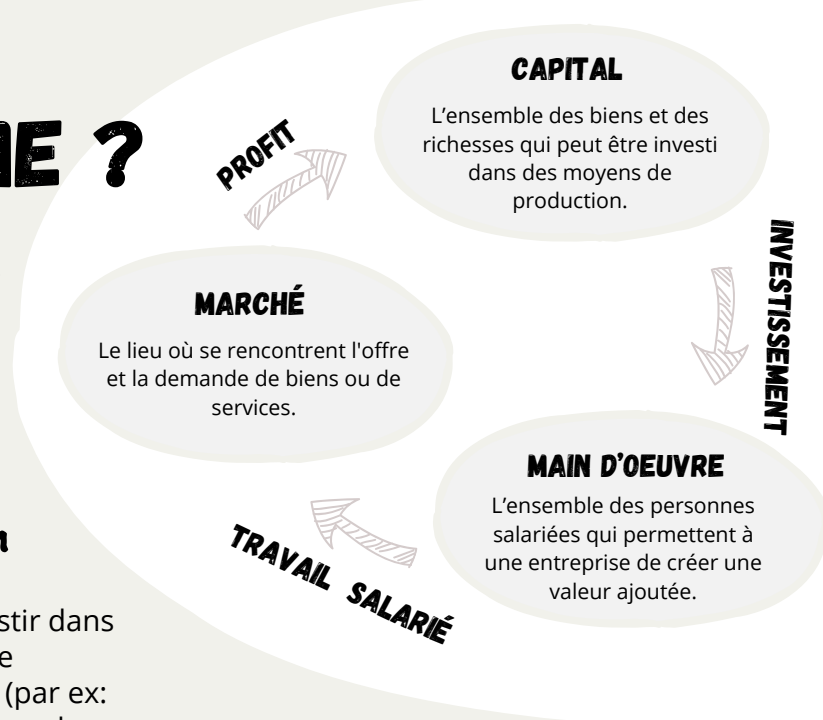 ME ?
PROFIT
CAPITAL
L’ensemble des biens et des
richesses qui peut être investi
dans des moyens de
production.
INVESTISSEMENT
MARCHÉ
Le lieu où se rencontrent l'offre
et la demande de biens ou de
services.
MAIN D’OEUVRE
L’ensemble des personnes
salariées qui permettent à
une entreprise de créer une
valeur ajoutée.
TRAVAIL SALARIÉ
stir dans
e
(par ex: